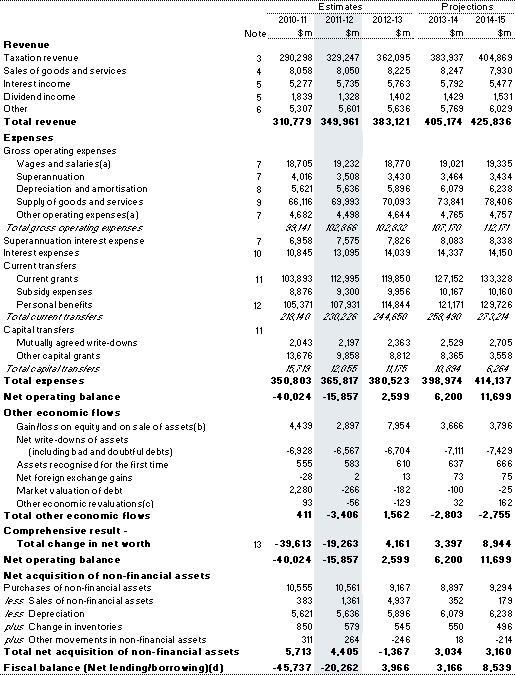 Estimates Projections
2010-11 2011-12 2012-13 2013-14 2014-15
Note $m $m $m $m $m
Revenue
Taxation revenue 3 290,298 329,247 362,095 383,937 404,869
Sales of goods and services 4 8,058 8,050 8,225 8,247 7,930
Interest income 5 5,277 5,735 5,763 5,792 5,477
Dividend income 5 1,839 1,328 1,402 1,429 1,531
Other 6 5,307 5,601 5,636 5,769 6,029
Total revenue 310,779 349,961 383,121 405,174 425,836
Expenses
Gross operating expenses
Wages and salaries(a) 7 18,705 19,232 18,770 19,021 19,335
Superannuation 7 4,016 3,508 3,430 3,464 3,434
Depreciation and amortisation 8 5,621 5,636 5,896 6,079 6,238
Supply of goods and services 9 66,116 69,993 70,093 73,841 78,406
Other operating expenses(a) 7 4,682 4,498 4,644 4,765 4,757
Total gross operating expenses 99,141 102,866 102,832 107,170 112,171
Superannuation interest expense 7 6,958 7,575 7,826 8,083 8,338
Interest expenses 10 10,845 13,095 14,039 14,337 14,150
Current transfers
Current grants 11 103,893 112,995 119,850 127,152 133,328
Subsidy expenses 8,876 9,300 9,956 10,167 10,160
Personal benefits 12 105,371 107,931 114,844 121,171 129,726
Total current transfers 218,140 230,226 244,650 258,490 273,214
Capital transfers 11
Mutually agreed write-downs 2,043 2,197 2,363 2,529 2,705
Other capital grants 13,676 9,858 8,812 8,365 3,558
Total capital transfers 15,719 12,055 11,175 10,894 6,264
Total expenses 350,803 365,817 380,523 398,974 414,137
Net operating balance -40,024 -15,857 2,599 6,200 11,699
Other economic flows
Gain/loss on equity and on sale of assets(b) 4,439 2,897 7,954 3,666 3,796
Net write-downs of assets
(including bad and doubtful debts) -6,928 -6,567 -6,704 -7,111 -7,429
Assets recognised for the first time 555 583 610 637 666
Net foreign exchange gains -28 2 13 73 75
Market valuation of debt 2,280 -266 -182 -100 -25
Other economic revaluations(c) 93 -56 -129 32 162
Total other economic flows 411 -3,406 1,562 -2,803 -2,755
Comprehensive result -
Total change in net worth 13 -39,613 -19,263 4,161 3,397 8,944
Net operating balance -40,024 -15,857 2,599 6,200 11,699
Net acquisition of non-financial assets
Purchases of non-financial assets 10,555 10,561 9,167 8,897 9,294
less Sales of non-financial assets 383 1,361 4,937 352 179
less Depreciation 5,621 5,636 5,896 6,079 6,238
plus Change in inventories 850 579 545 550 496
plus Other movements in non-financial assets 311 264 -246 18 -214
Total net acquisition of non-financial assets 5,713 4,405 -1,367 3,034 3,160
Fiscal balance (Net lending/borrowing)(d) -45,737 -20,262 3,966 3,166 8,539